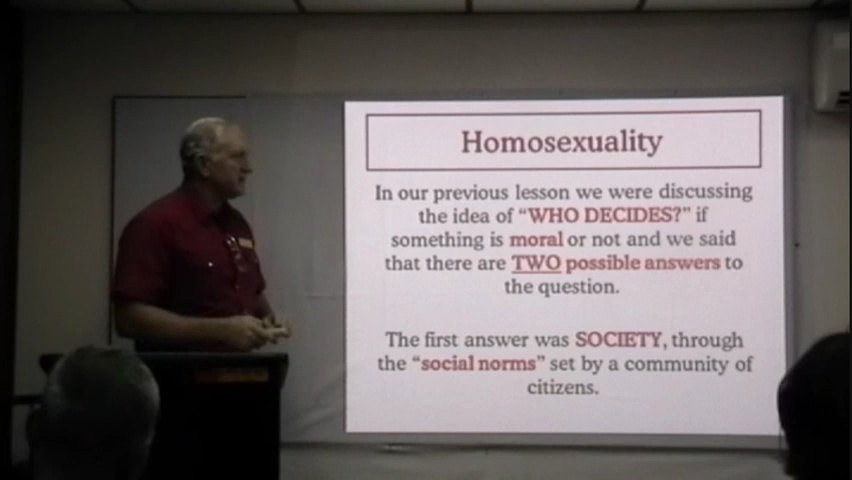 Homosexuality
In our previous lesson we were discussing
the idea of “WHO DECIDES?” if
something is moral or not and we said
that there are TWO possible answers to
the question.
The first answer was SOCIETY, through
the “social norms” set by a community of
citizens.